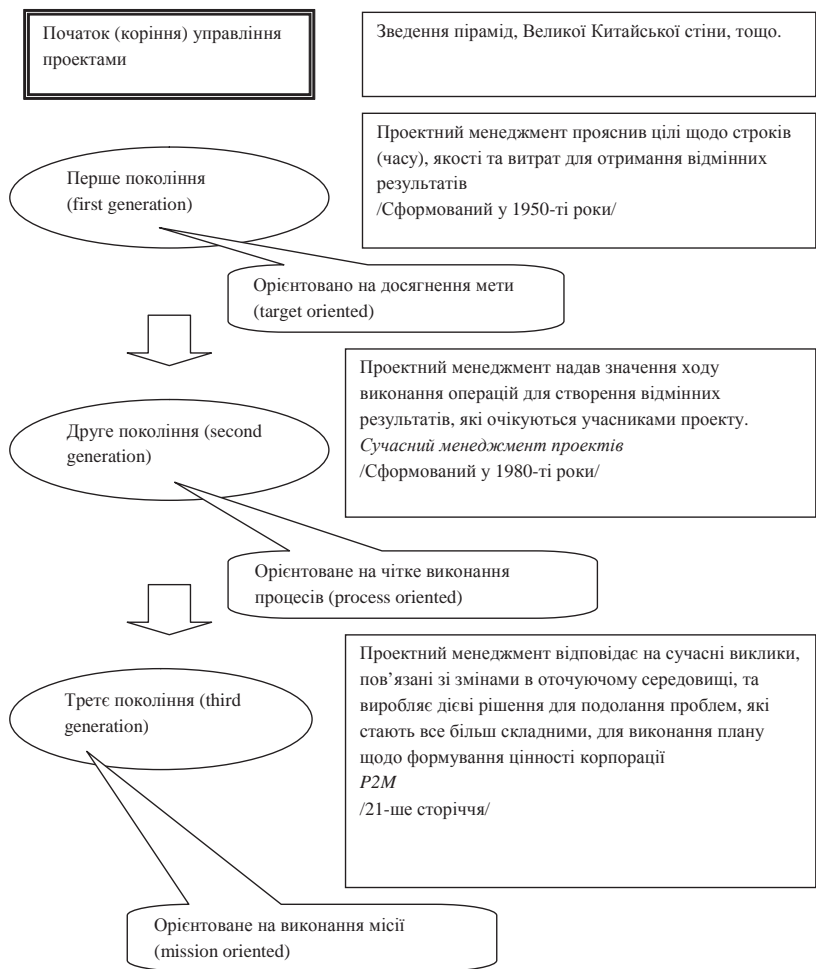 Початок (коріння) управління
проектами
Зведення пірамід, Великої Китайської стіни, тощо.
Проектний менеджмент прояснив цілі щодо строків
(часу), якості та витрат для отримання відмінних
результатів
/Сформований у 1950-ті роки/
Перше покоління
(first generation)
Орієнтовано на досягнення мети
(target oriented)
Проектний менеджмент надав значення ходу
виконання операцій для створення відмінних
результатів, які очікуються учасниками проекту.
Сучасний менеджмент проектів
/Сформований у 1980-ті роки/
Друге покоління (second
generation)
Орієнтоване на чітке виконання
процесів (process oriented)
Проектний менеджмент відповідає на сучасні виклики,
пов’язані зі змінами в оточуючому середовищі, та
виробляє дієві рішення для подолання проблем, які
стають все більш складними, для виконання плану
щодо формування цінності корпорації
P2M
/21-ше сторіччя/
Третє покоління (third
generation)
Орієнтоване на виконання місії
(mission oriented)